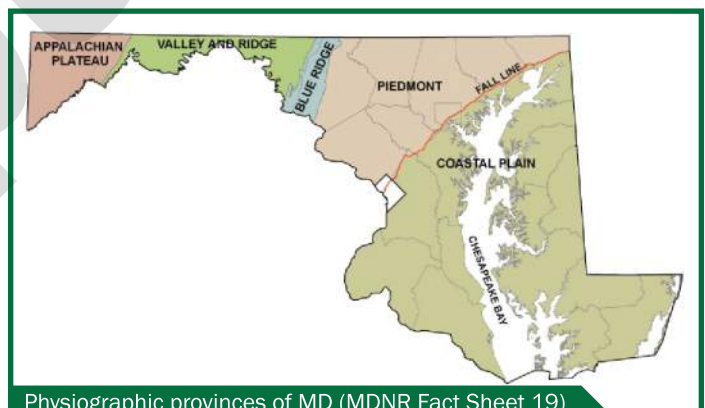 APPALACHIAN
PLATEAU
VALLEY AND RIDGE
BLUE RIDGE
PIEDMONT
FALL LINE
COASTAL PLAIN
CHESAPEAKE BAY
Physiographic provinces of MD (MDNR Fact Sheet 19)